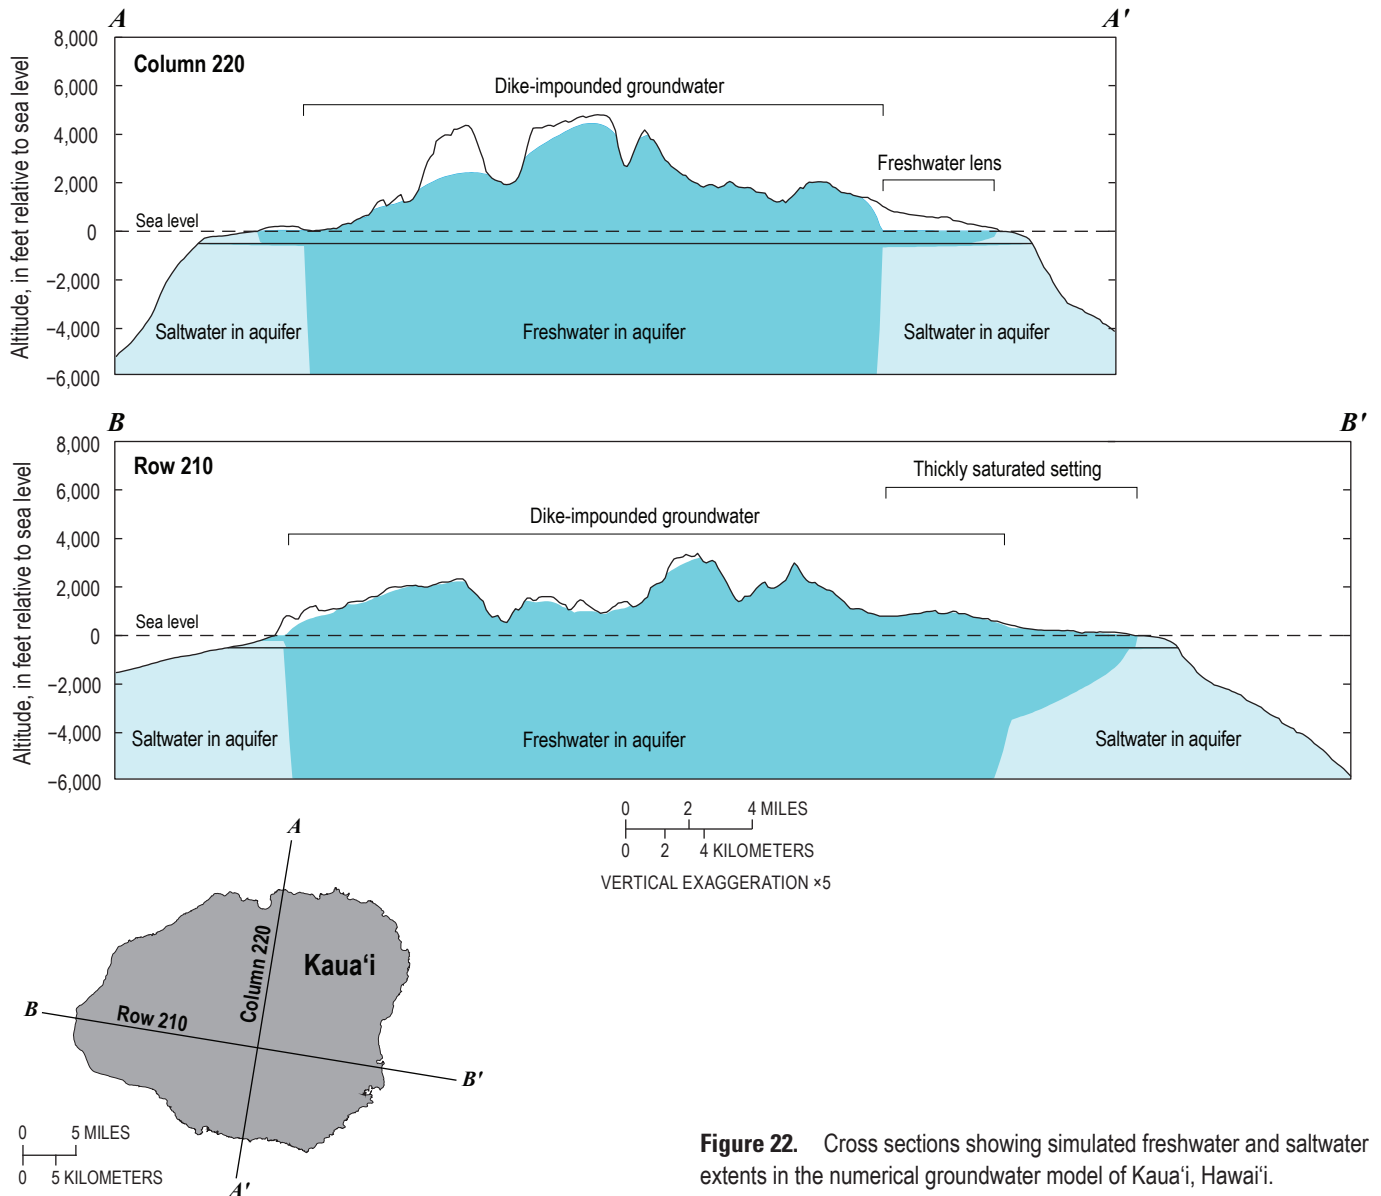 A A′
8,000
6,000
4,000
2,000
0
−2,000
−4,000
−6,000
Altitude, in feet relative to sea level
Column 220
Dike-impounded groundwater
Freshwater lens
Sea level
Saltwater in aquifer Freshwater in aquifer Saltwater in aquifer
B B′
8,000
6,000
4,000
2,000
0
−2,000
−4,000
−6,000
Altitude, in feet relative to sea level
Row 210
Thickly saturated setting
Dike-impounded groundwater
Sea level
Saltwater in aquifer Freshwater in aquifer Saltwater in aquifer
0 2 4 MILES
0 2 4 KILOMETERS
VERTICAL EXAGGERATION ×5
A
Column 220
Kauaʻi
B
Row 210
B′
A′
0 5 MILES
0 5 KILOMETERS
Figure 22. Cross sections showing simulated freshwater and saltwater
extents in the numerical groundwater model of Kauaʻi, Hawaiʻi.